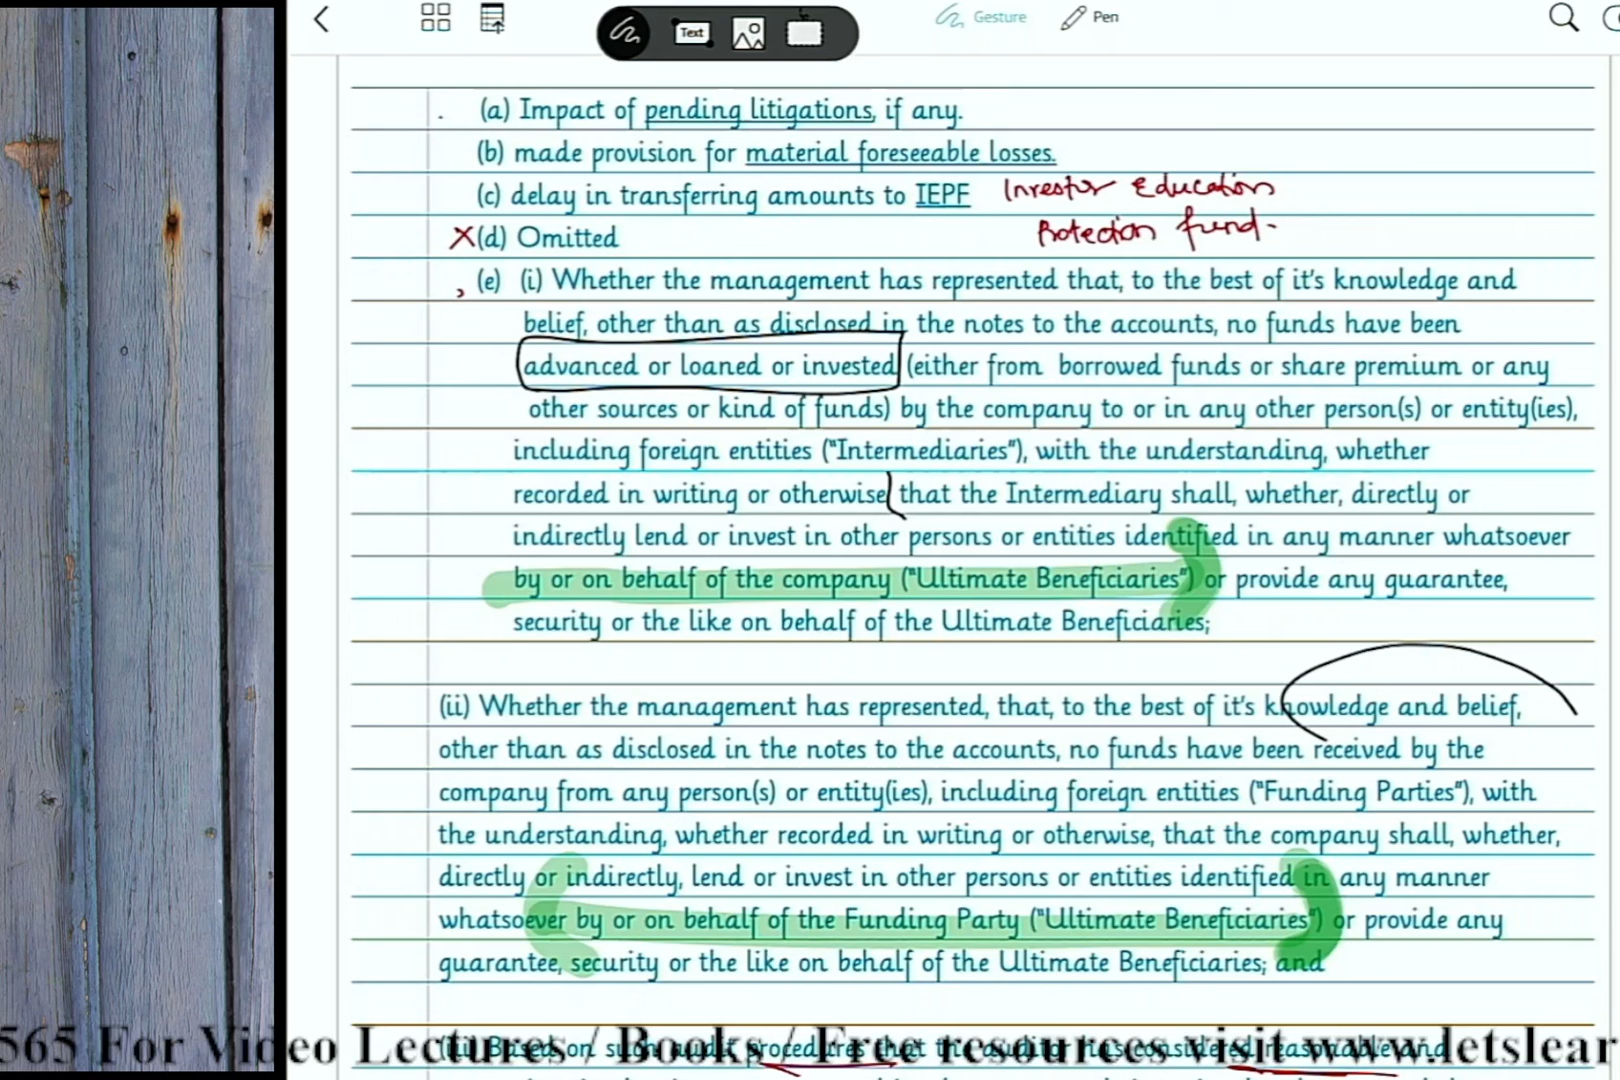 Text
Gesture
Pen
(a) Impact of pending litigations, if any.
(b) made provision for material foreseeable losses.
(c) delay in transferring amounts to IEPF Investor Education
Protection fund.
X(d) Omitted
(e) (i) Whether the management has represented that, to the best of it's knowledge and
belief, other than as disclosed in the notes to the accounts, no funds have been
advanced or loaned or invested (either from borrowed funds or share premium or any
other sources or kind of funds) by the company to or in any other person(s) or entity(ies),
including foreign entities ("Intermediaries"), with the understanding, whether
recorded in writing or otherwise, that the Intermediary shall, whether, directly or
indirectly lend or invest in other persons or entities identified in any manner whatsoever
by or on behalf of the company ("Ultimate Beneficiaries") or provide any guarantee,
security or the like on behalf of the Ultimate Beneficiaries;
(ii) Whether the management has represented, that, to the best of it's knowledge and belief,
other than as disclosed in the notes to the accounts, no funds have been received by the
company from any person(s) or entity(ies), including foreign entities ("Funding Parties"), with
the understanding, whether recorded in writing or otherwise, that the company shall, whether,
directly or indirectly, lend or invest in other persons or entities identified in any manner
whatsoever by or on behalf of the Funding Party ("Ultimate Beneficiaries") or provide any
guarantee, security or the like on behalf of the Ultimate Beneficiaries; and
(iii) Based on such audit procedures that the auditor has considered reasonable and
565 For Video Lectures / Books / Free resources visit www.letslear